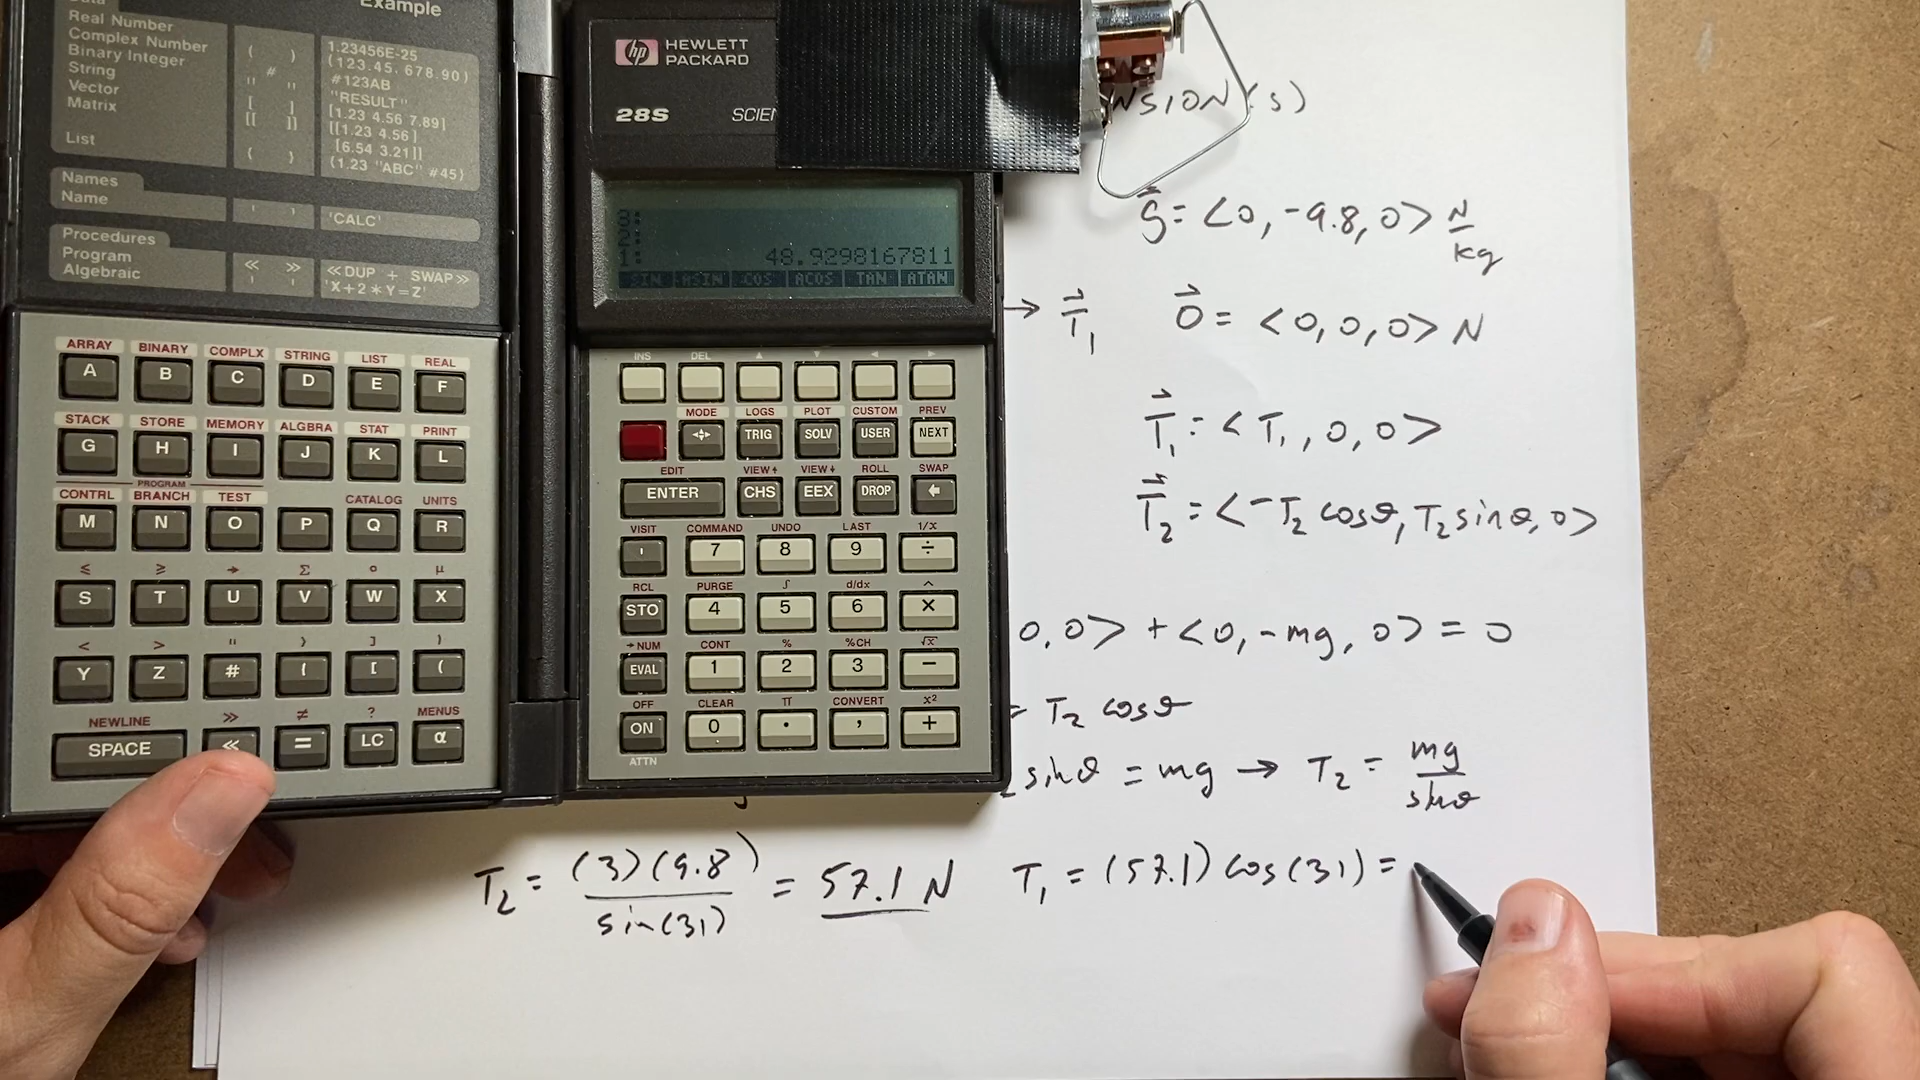 Example
Data
Real Number
Complex Number
Binary Integer
String
Vector
Matrix
List
( )
#
" "
[ ]
[[ ]]
{ }
1.23456E-25
(123.45, 678.90)
#123AB
"RESULT"
[1.23 4.56 7.89]
[[1.23 4.56]
[6.54 3.21]]
{1.23 "ABC" #45}
Names
Name ' ' 'CALC'
Procedures
Program « » «DUP + SWAP»
Algebraic ' ' 'X+2*Y=Z'
ARRAY BINARY COMPLX STRING LIST REAL
A B C D E F
STACK STORE MEMORY ALGBRA STAT PRINT
G H I J K L
PROGRAM
CONTRL BRANCH TEST CATALOG UNITS
M N O P Q R
≤ ≥ → Σ ° μ
S T U V W X
< > " } ] )
Y Z # { [ (
NEWLINE » ≠ ? MENUS
SPACE « = LC α
hp HEWLETT
PACKARD
28S
3:
2:
1: 48.9298167811
SIN ASIN COS ACOS TAN ATAN
INS DEL ▲ ▼ ◄ ►
MODE LOGS PLOT CUSTOM PREV
TRIG SOLV USER NEXT
EDIT VIEW↑ VIEW↓ ROLL SWAP
ENTER CHS EEX DROP ←
VISIT COMMAND UNDO LAST 1/x
' 7 8 9 ÷
RCL PURGE ∫ d/dx ^
STO 4 5 6 ×
→NUM CONT % %CH √x
EVAL 1 2 3 −
OFF CLEAR π CONVERT x²
ON 0 . , +
ATTN
NSION(s)
g⃗ = <0, -9.8, 0> N/kg
→ T⃗₁ 0⃗ = <0, 0, 0> N
T⃗₁ = <T₁, 0, 0>
T⃗₂ = <-T₂ cosθ, T₂ sinθ, 0>
0, 0> + <0, -mg, 0> = 0
= T₂ cosθ
sinθ = mg → T₂ = mg/sinθ
T₂ = (3)(9.8)/sin(31) = 57.1 N T₁ = (57.1) cos(31) =